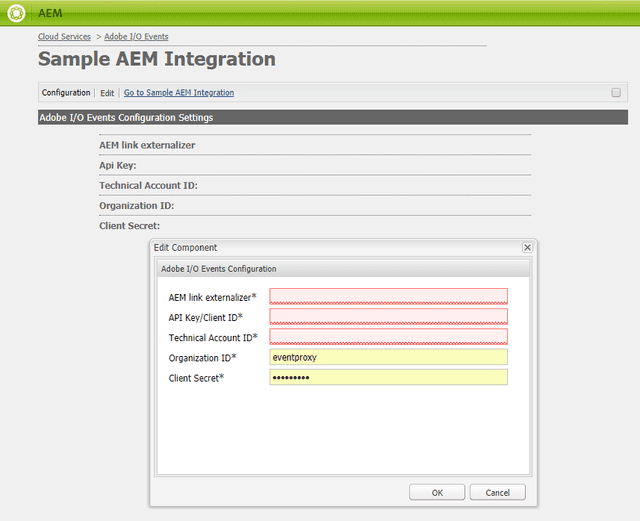 AEM
Cloud Services > Adobe I/O Events
Sample AEM Integration
Configuration | Edit | Go to Sample AEM Integration
Adobe I/O Events Configuration Settings
AEM link externalizer
Api Key:
Technical Account ID:
Organization ID:
Client Secret:
Edit Component
Adobe I/O Events Configuration
AEM link externalizer*
API Key/Client ID*
Technical Account ID*
Organization ID* eventproxy
Client Secret* •••••••••
OK Cancel